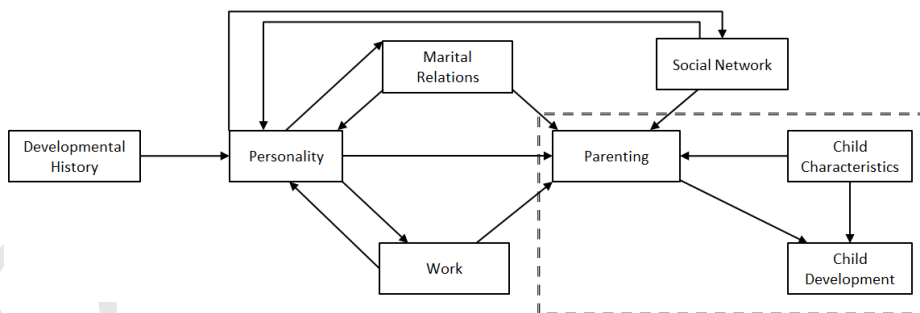 Marital
Relations
Social Network
Developmental
History
Personality
Parenting
Child
Characteristics
Work
Child
Development